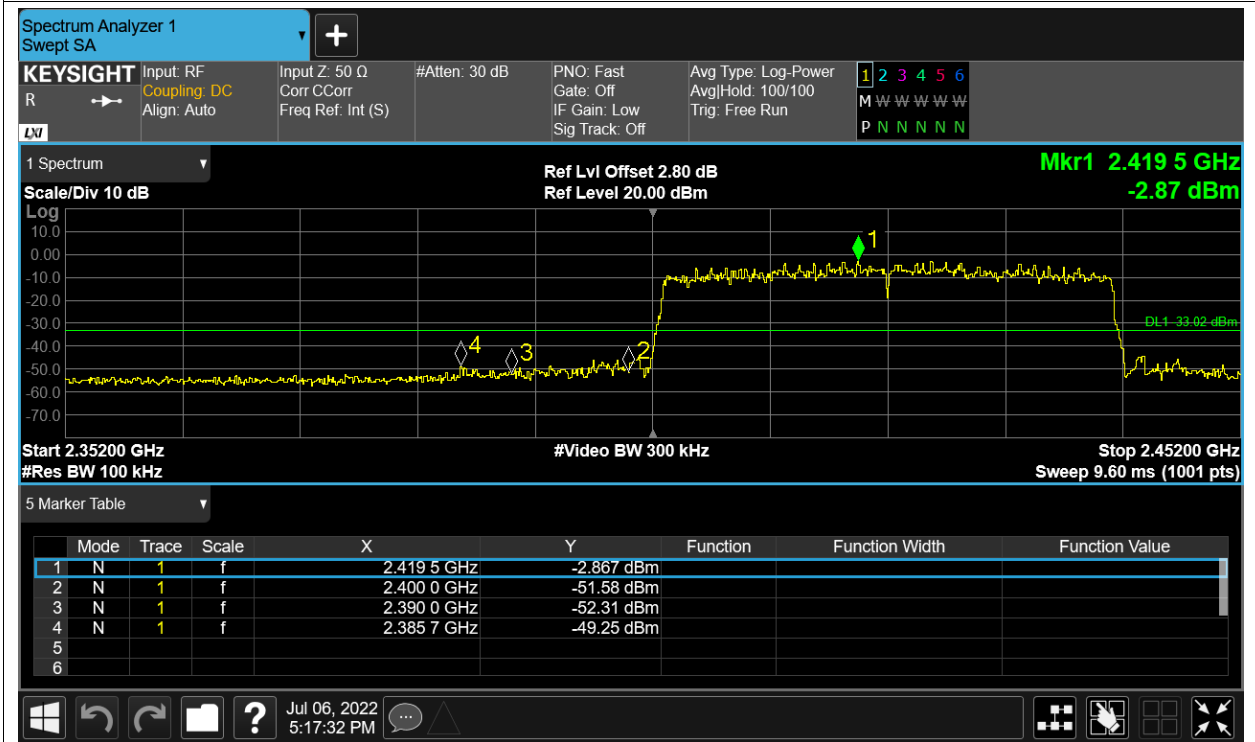 Spectrum Analyzer 1
Swept SA
+
KEYSIGHT
R
LXI
Input: RF
Coupling: DC
Align: Auto
Input Z: 50 Ω
Corr CCorr
Freq Ref: Int (S)
#Atten: 30 dB
PNO: Fast
Gate: Off
IF Gain: Low
Sig Track: Off
Avg Type: Log-Power
Avg|Hold: 100/100
Trig: Free Run
1 2 3 4 5 6
M W W W W W
P N N N N N
1 Spectrum
Scale/Div 10 dB
Ref Lvl Offset 2.80 dB
Ref Level 20.00 dBm
Mkr1 2.419 5 GHz
-2.87 dBm
Log
10.0
0.00
-10.0
-20.0
-30.0
-40.0
-50.0
-60.0
-70.0
1
DL1 -33.02 dBm
4
3
2
Start 2.35200 GHz
#Video BW 300 kHz
Stop 2.45200 GHz
#Res BW 100 kHz
Sweep 9.60 ms (1001 pts)
5 Marker Table
Mode Trace Scale X Y Function Function Width Function Value
1 N 1 f 2.419 5 GHz -2.867 dBm
2 N 1 f 2.400 0 GHz -51.58 dBm
3 N 1 f 2.390 0 GHz -52.31 dBm
4 N 1 f 2.385 7 GHz -49.25 dBm
5
6
?
Jul 06, 2022
5:17:32 PM